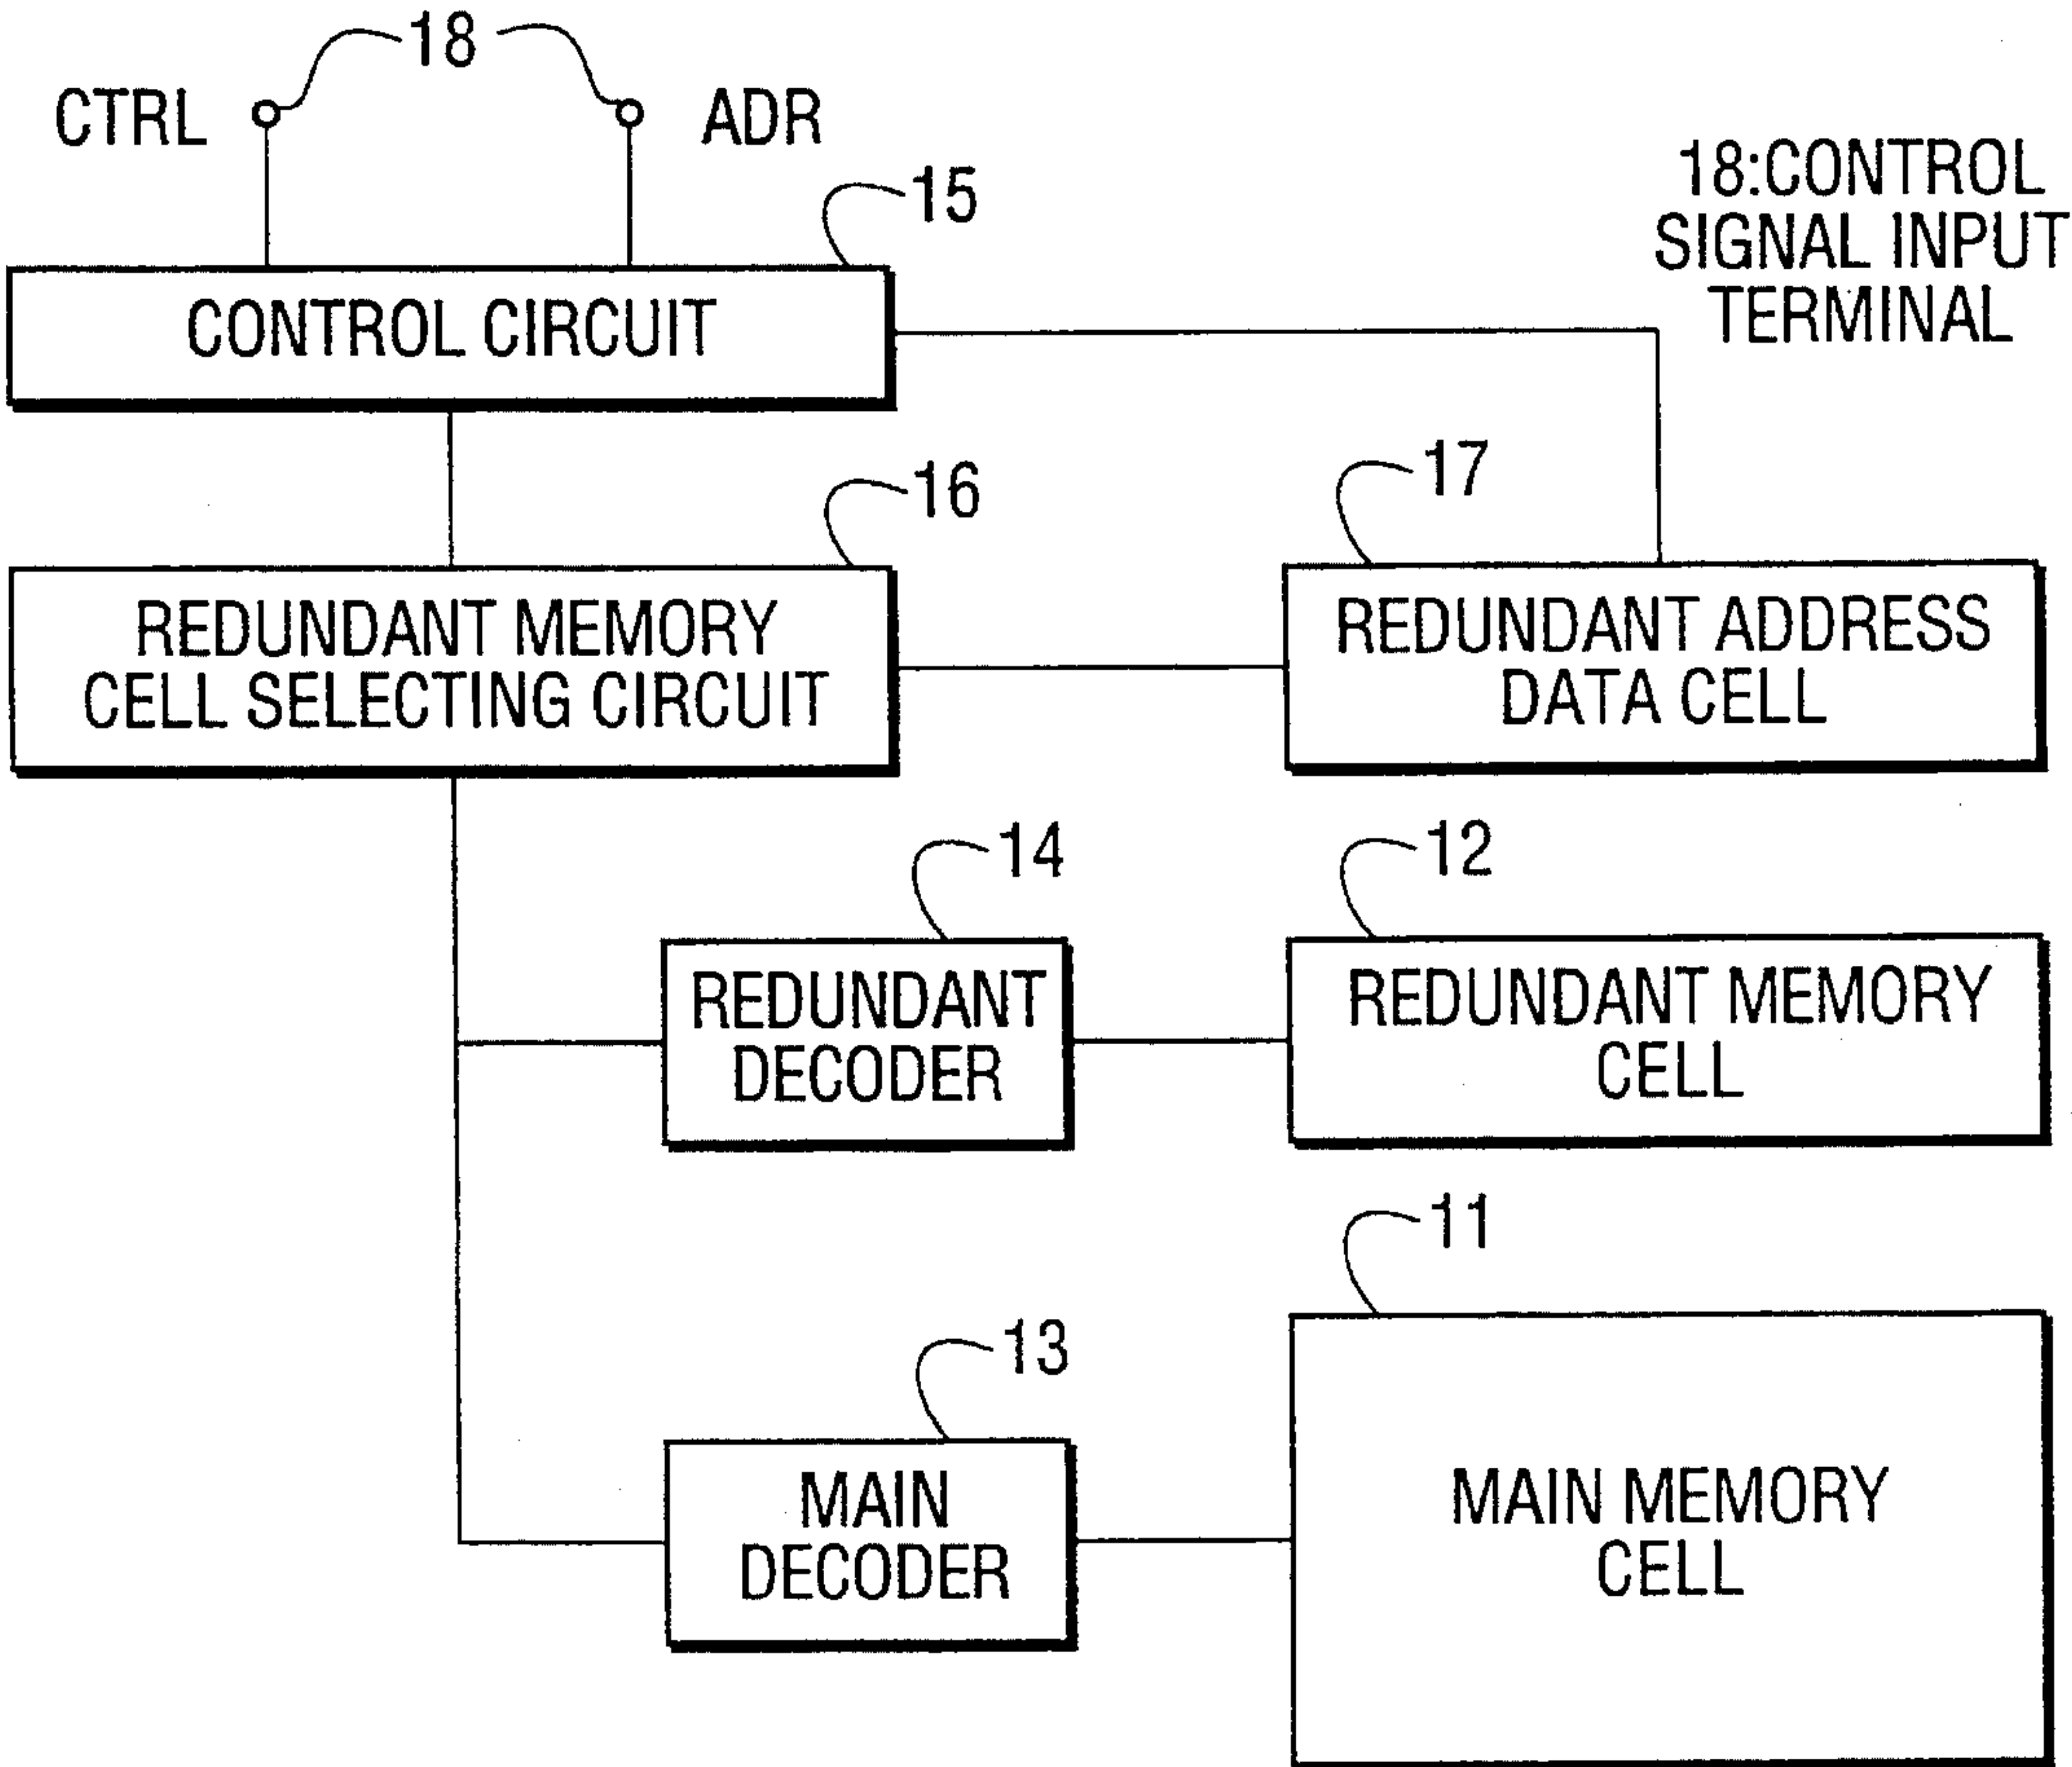 18
CTRL
ADR
15
18:CONTROL
SIGNAL INPUT
TERMINAL
CONTROL CIRCUIT
16
17
REDUNDANT MEMORY
CELL SELECTING CIRCUIT
REDUNDANT ADDRESS
DATA CELL
14
12
REDUNDANT
DECODER
REDUNDANT MEMORY
CELL
11
13
MAIN
DECODER
MAIN MEMORY
CELL